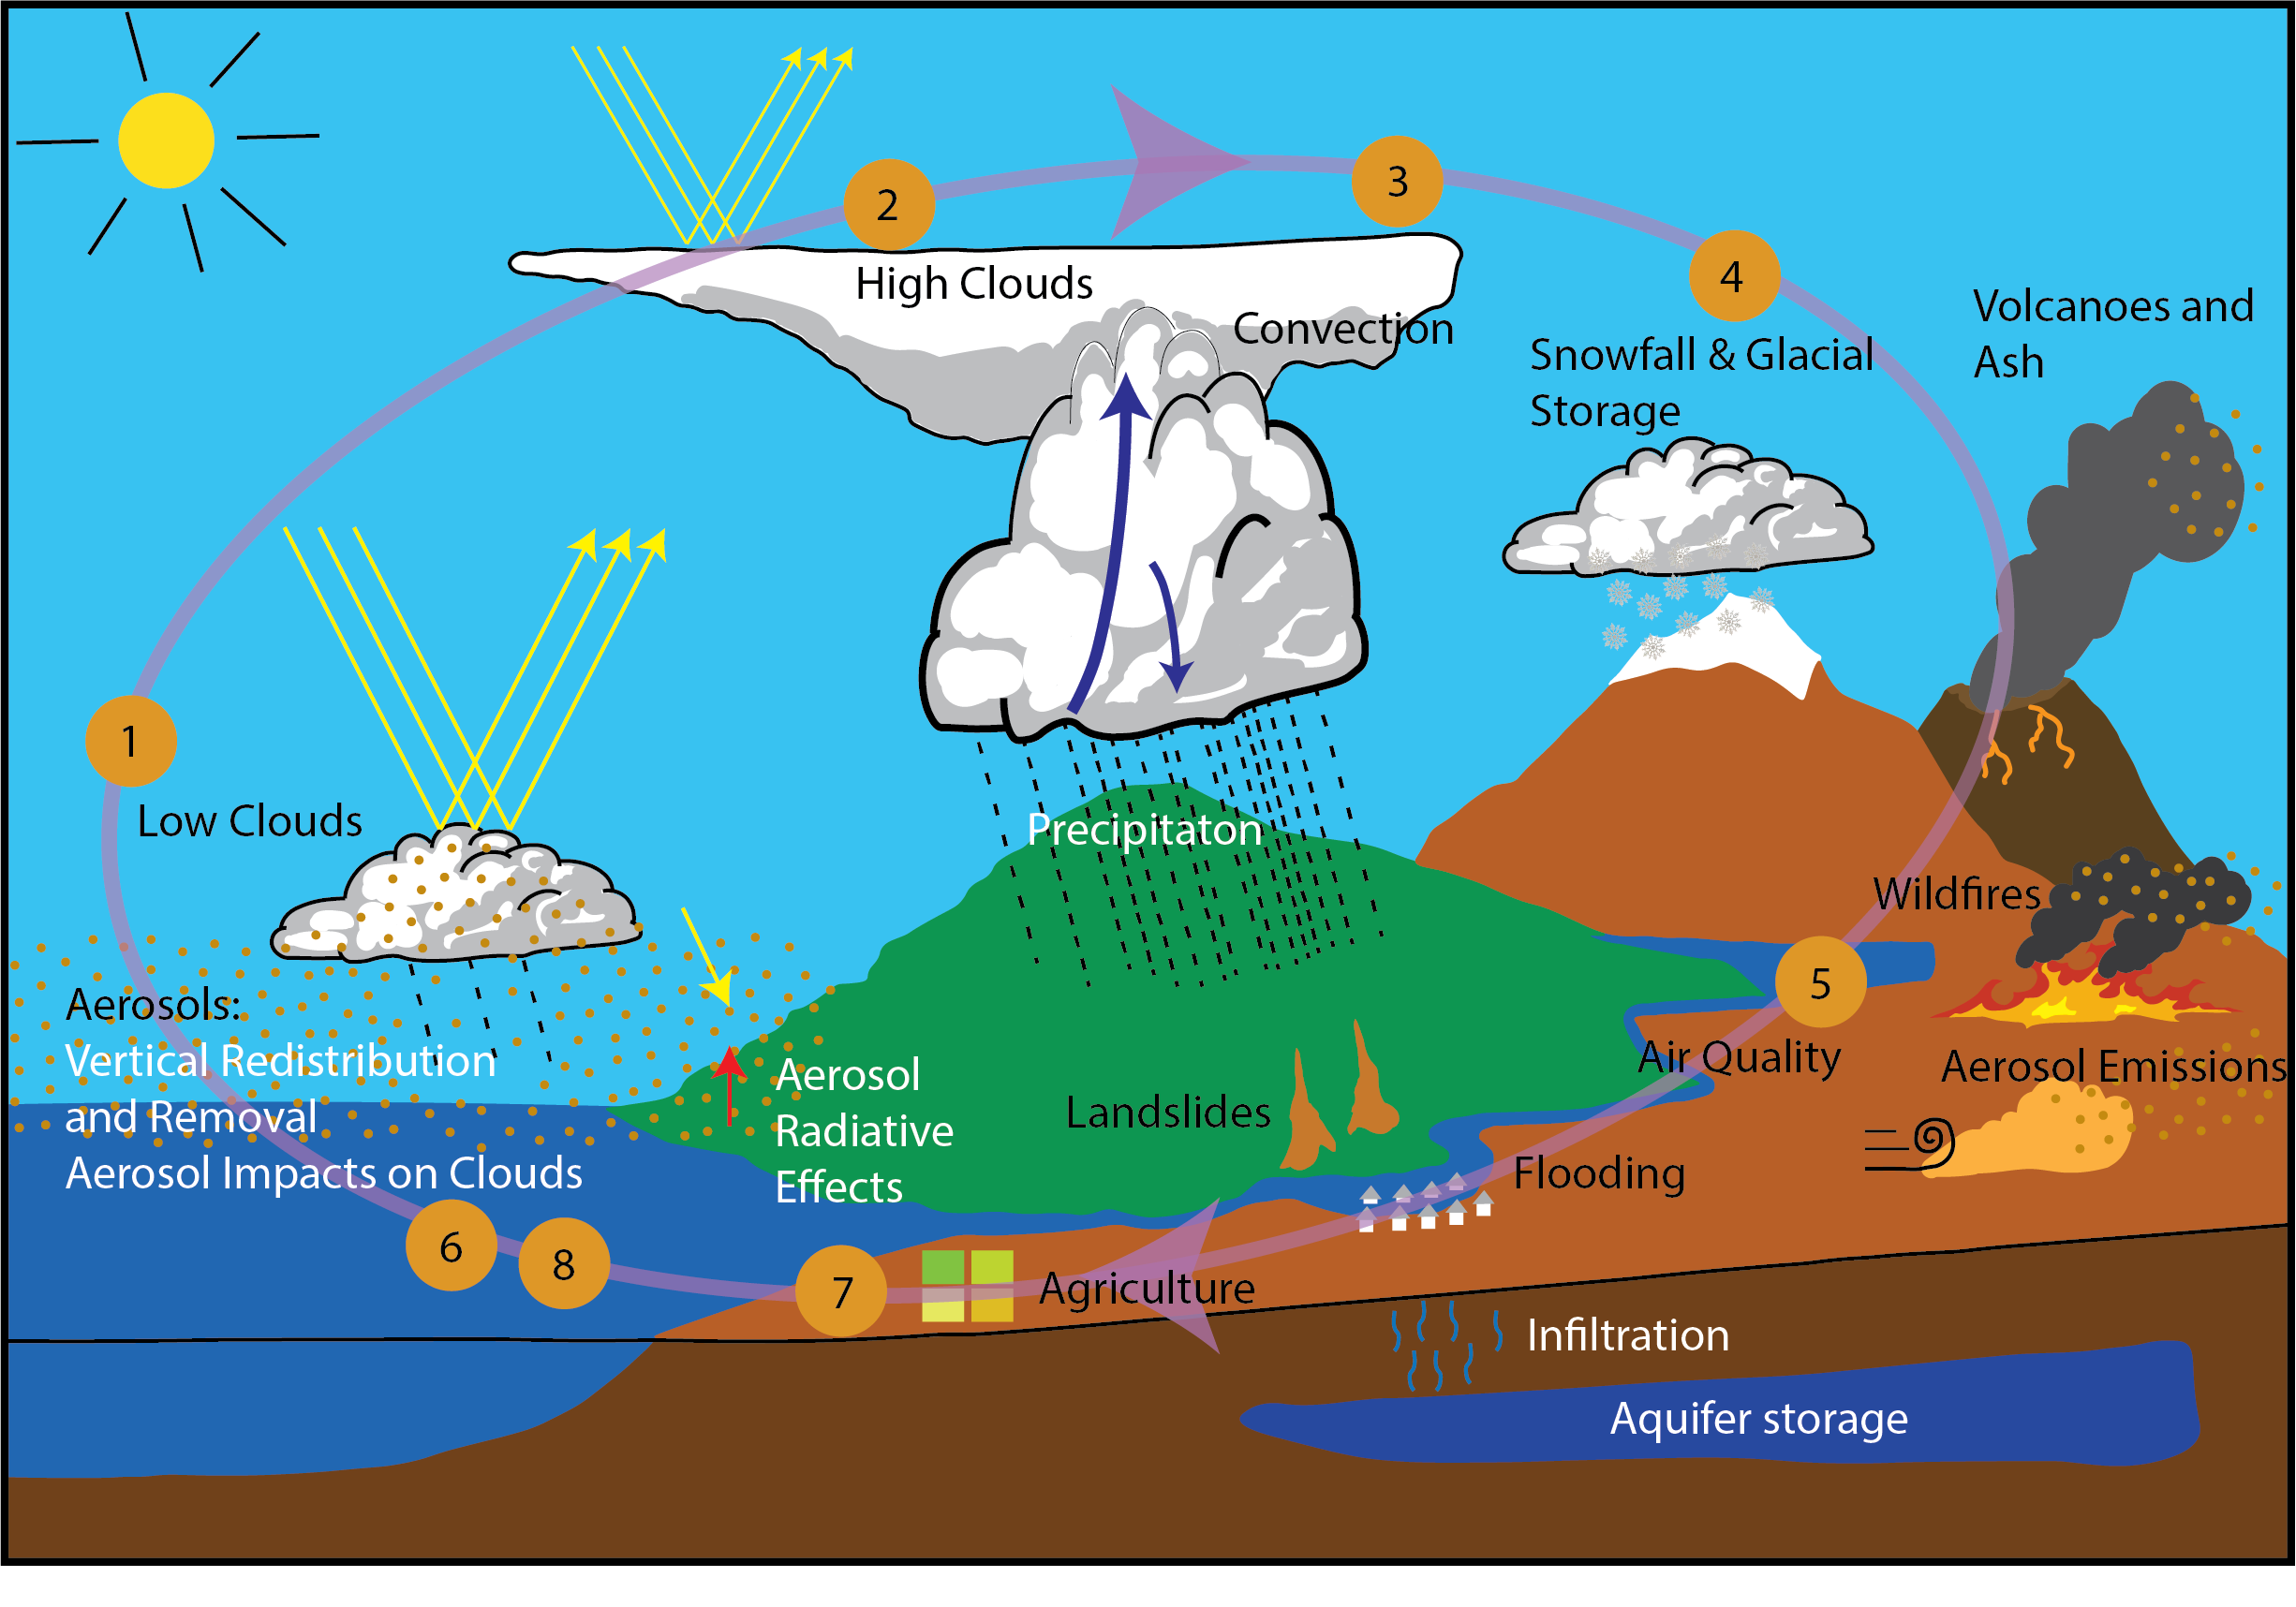 2
3
High Clouds
Convection
4
Snowfall & Glacial
Storage
Volcanoes and
Ash
1
Low Clouds
Precipitaton
Wildfires
5
Aerosols:
Vertical Redistribution
and Removal
Aerosol Impacts on Clouds
Aerosol
Radiative
Effects
Landslides
Air Quality
Aerosol Emissions
Flooding
6
8
7
Agriculture
Infiltration
Aquifer storage